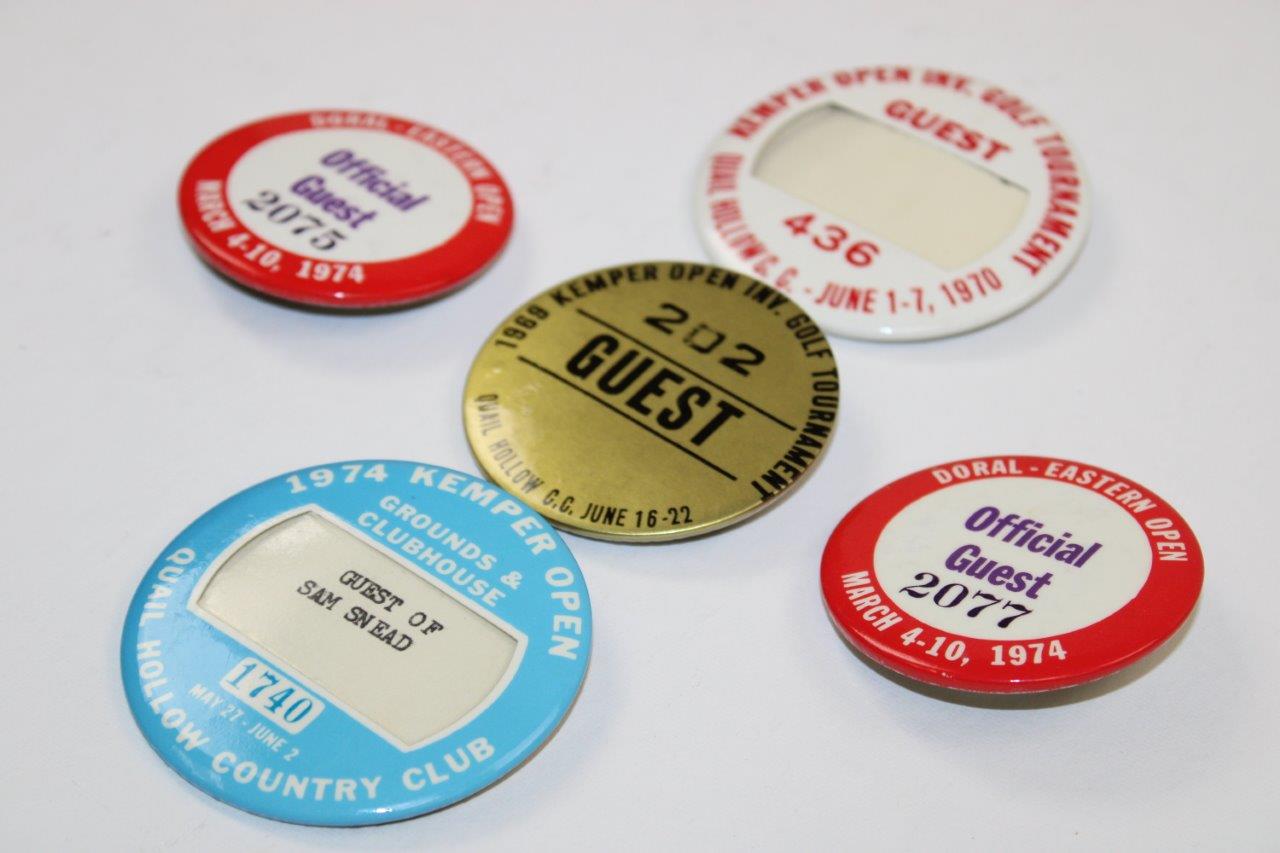 DORAL - EASTERN OPEN
Official
Guest
2075
MARCH 4-10, 1974
KEMPER OPEN INV. GOLF TOURNAMENT
GUEST
436
QUAIL HOLLOW C. C. - JUNE 1-7, 1970
1969 KEMPER OPEN INV. GOLF TOURNAMENT
202
GUEST
QUAIL HOLLOW C.C. JUNE 16-22
1974 KEMPER OPEN
GROUNDS &
CLUBHOUSE
GUEST OF
SAM SNEAD
1740
MAY 27 - JUNE 2
QUAIL HOLLOW COUNTRY CLUB
DORAL - EASTERN OPEN
Official
Guest
2077
MARCH 4-10, 1974